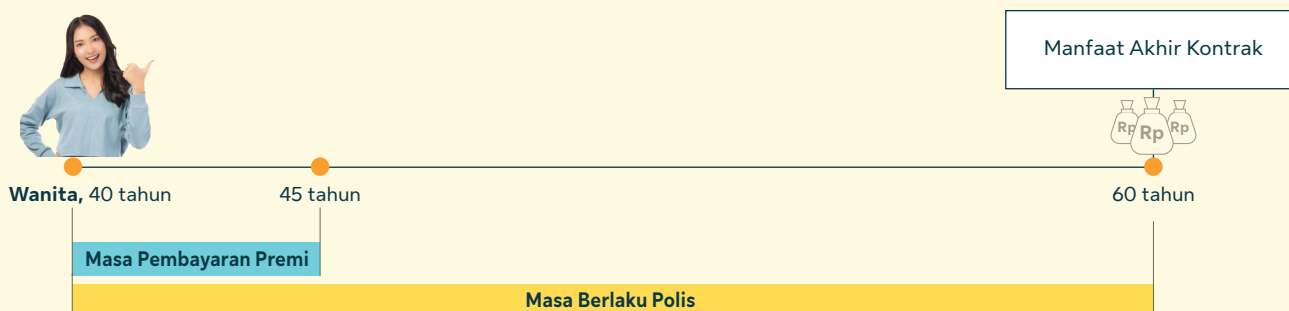 Manfaat Akhir Kontrak
Rp Rp Rp
Wanita, 40 tahun
45 tahun
60 tahun
Masa Pembayaran Premi
Masa Berlaku Polis